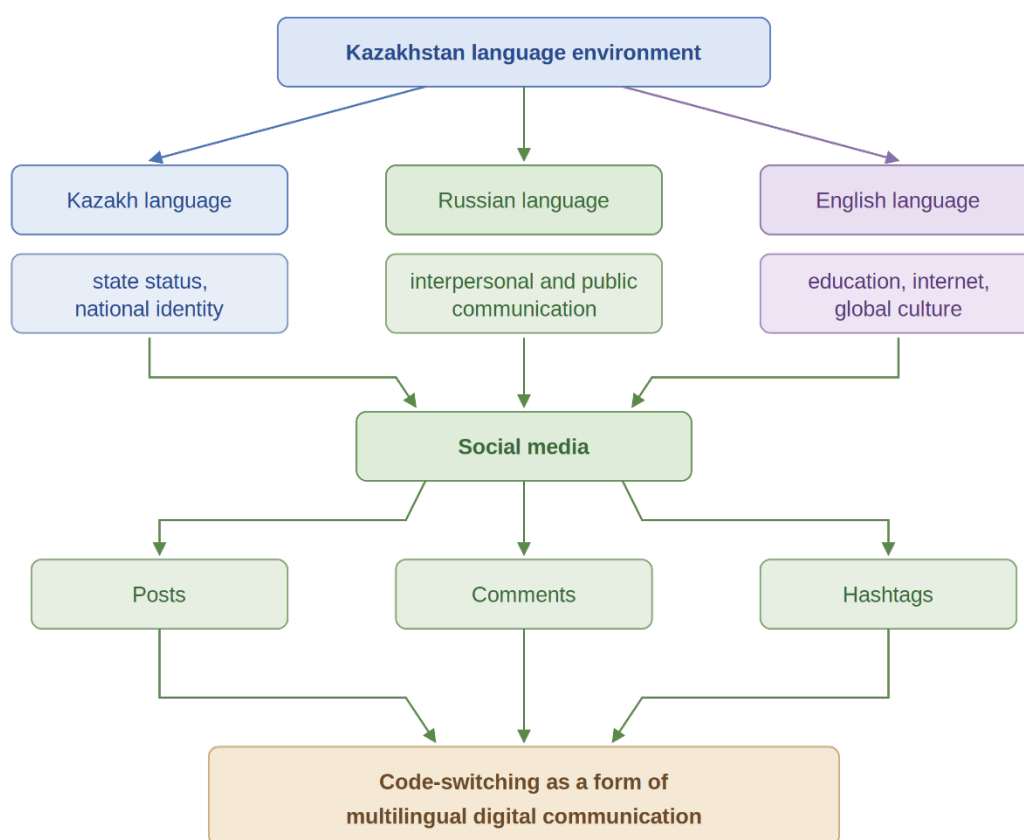 Kazakhstan language environment
Kazakh language
Russian language
English language
state status,
national identity
interpersonal and public
communication
education, internet,
global culture
Social media
Posts
Comments
Hashtags
Code-switching as a form of
multilingual digital communication